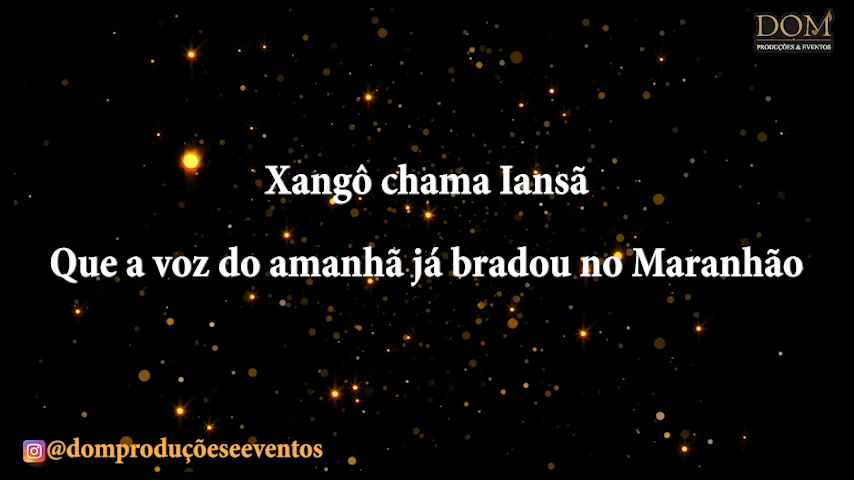 DOM
PRODUÇÕES & EVENTOS
Xangô chama Iansã
Que a voz do amanhã já bradou no Maranhão
@domproduçõeseeventos